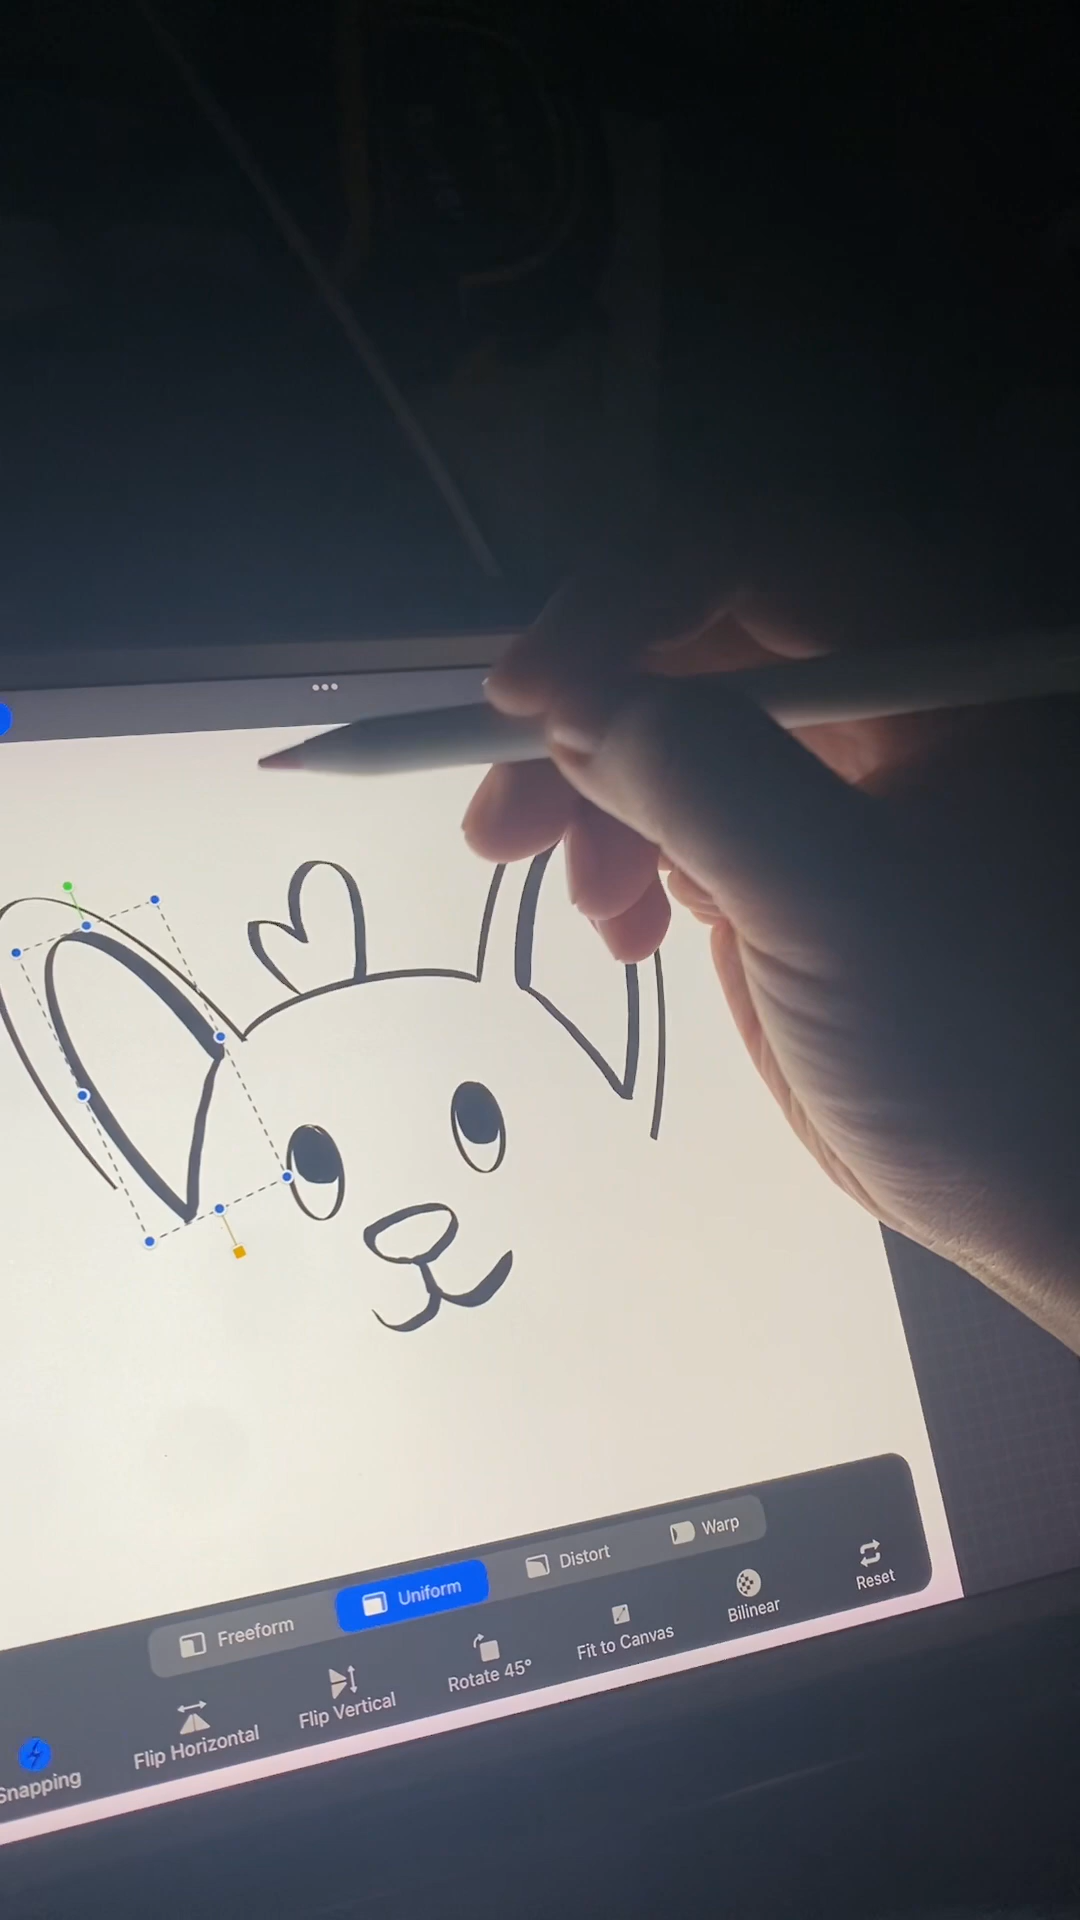 Freeform Uniform Distort Warp
Snapping Flip Horizontal Flip Vertical Rotate 45° Fit to Canvas Bilinear Reset